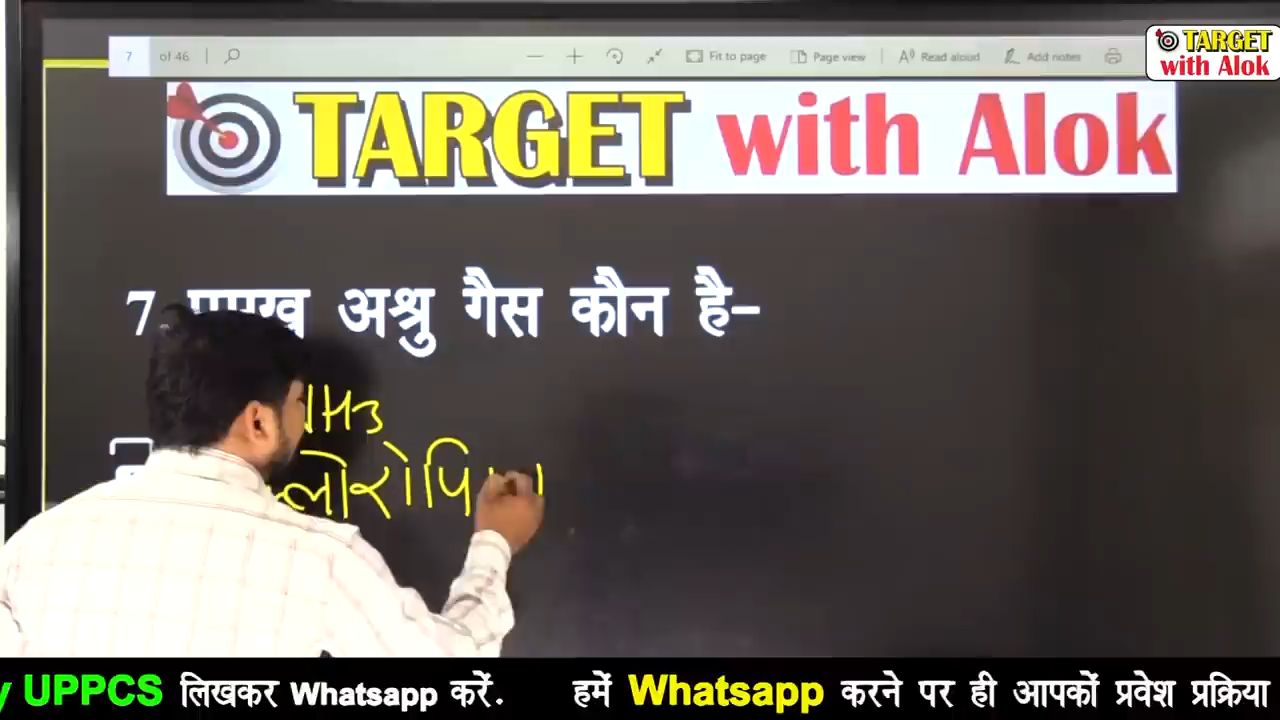 TARGET
with Alok
7 of 46 Fit to page Page view Read aloud Add notes
TARGET with Alok
7. अश्रु गैस कौन है-
NH3
क्लोरोपि
UPPCS लिखकर Whatsapp करें. हमें Whatsapp करने पर ही आपकों प्रवेश प्रक्रिया